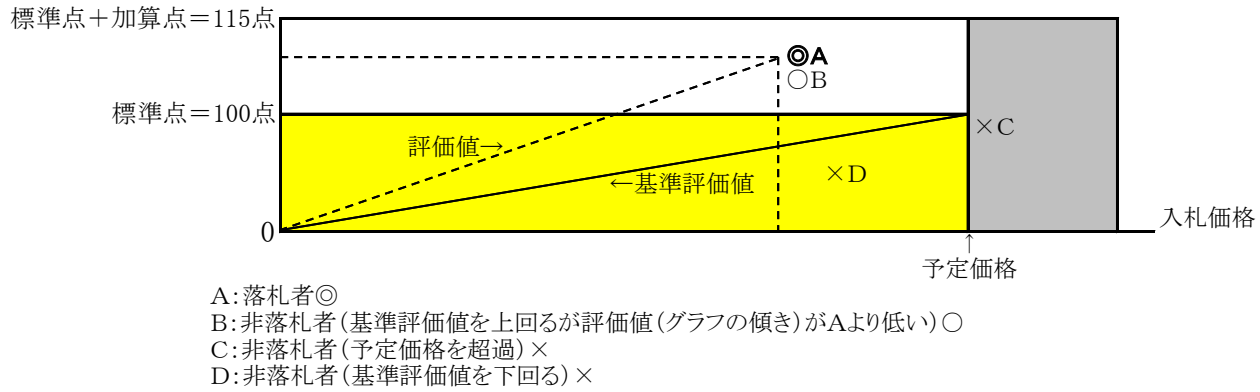 標準点＋加算点＝115点
◎A
○B
標準点＝100点
×C
評価値→
×D
←基準評価値
入札価格
0
↑
予定価格
A:落札者◎
B:非落札者(基準評価値を上回るが評価値(グラフの傾き)がAより低い)○
C:非落札者(予定価格を超過)×
D:非落札者(基準評価値を下回る)×